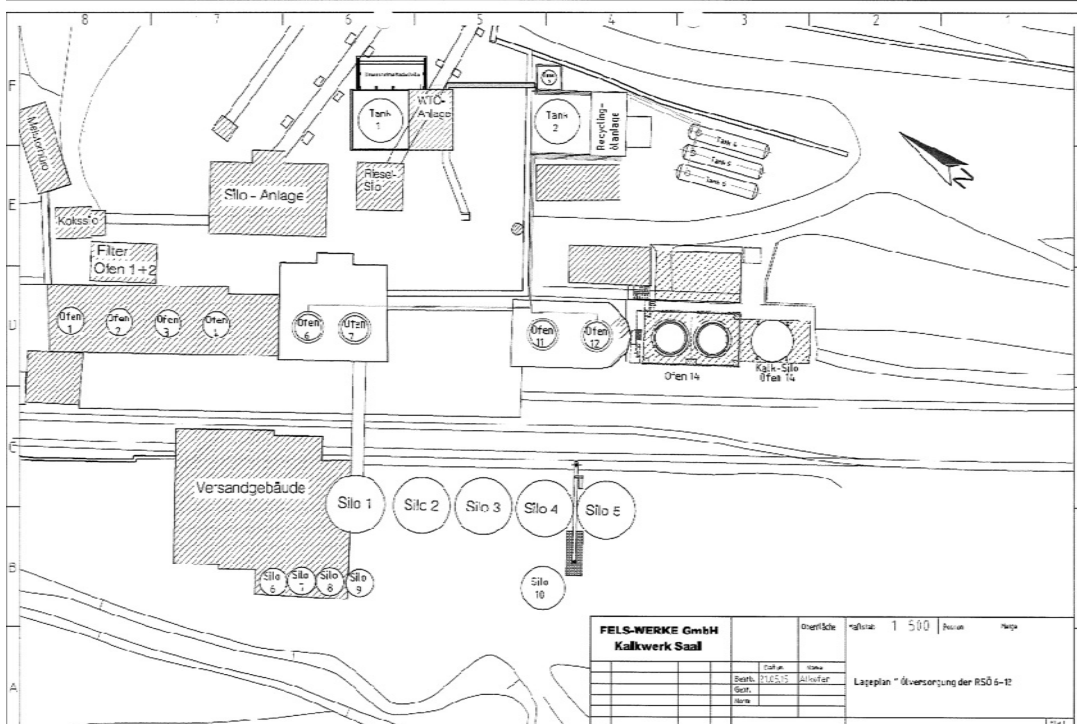 8 7 6 5 4 3 2 1
F
E
D
C
B
A
Tank
1
WTC-
Anlage
Tank
2
Recycling-
ölanlage
Tank 4
Tank 5
Tank 6
N
Riesel-
Silo
Silo - Anlage
Kokssilo
Filter
Ofen 1+2
Ofen
1
Ofen
2
Ofen
3
Ofen
Ofen
6
Ofen
7
Ofen
11
Ofen
12
Ofen 14
Kalk-Silo
Ofen 14
Versandgebäude
Silo 1
Silo 2
Silo 3
Silo 4
Silo 5
Silo
6
Silo
7
Silo
8
Silo
9
Silo
10
FELS-WERKE GmbH
Kalkwerk Saal
Oberfläche
Maßstab 1 500
Datum Name
Bearb.
Gepr.
Norm
Lageplan " Ölversorgung der RSÖ 6-12